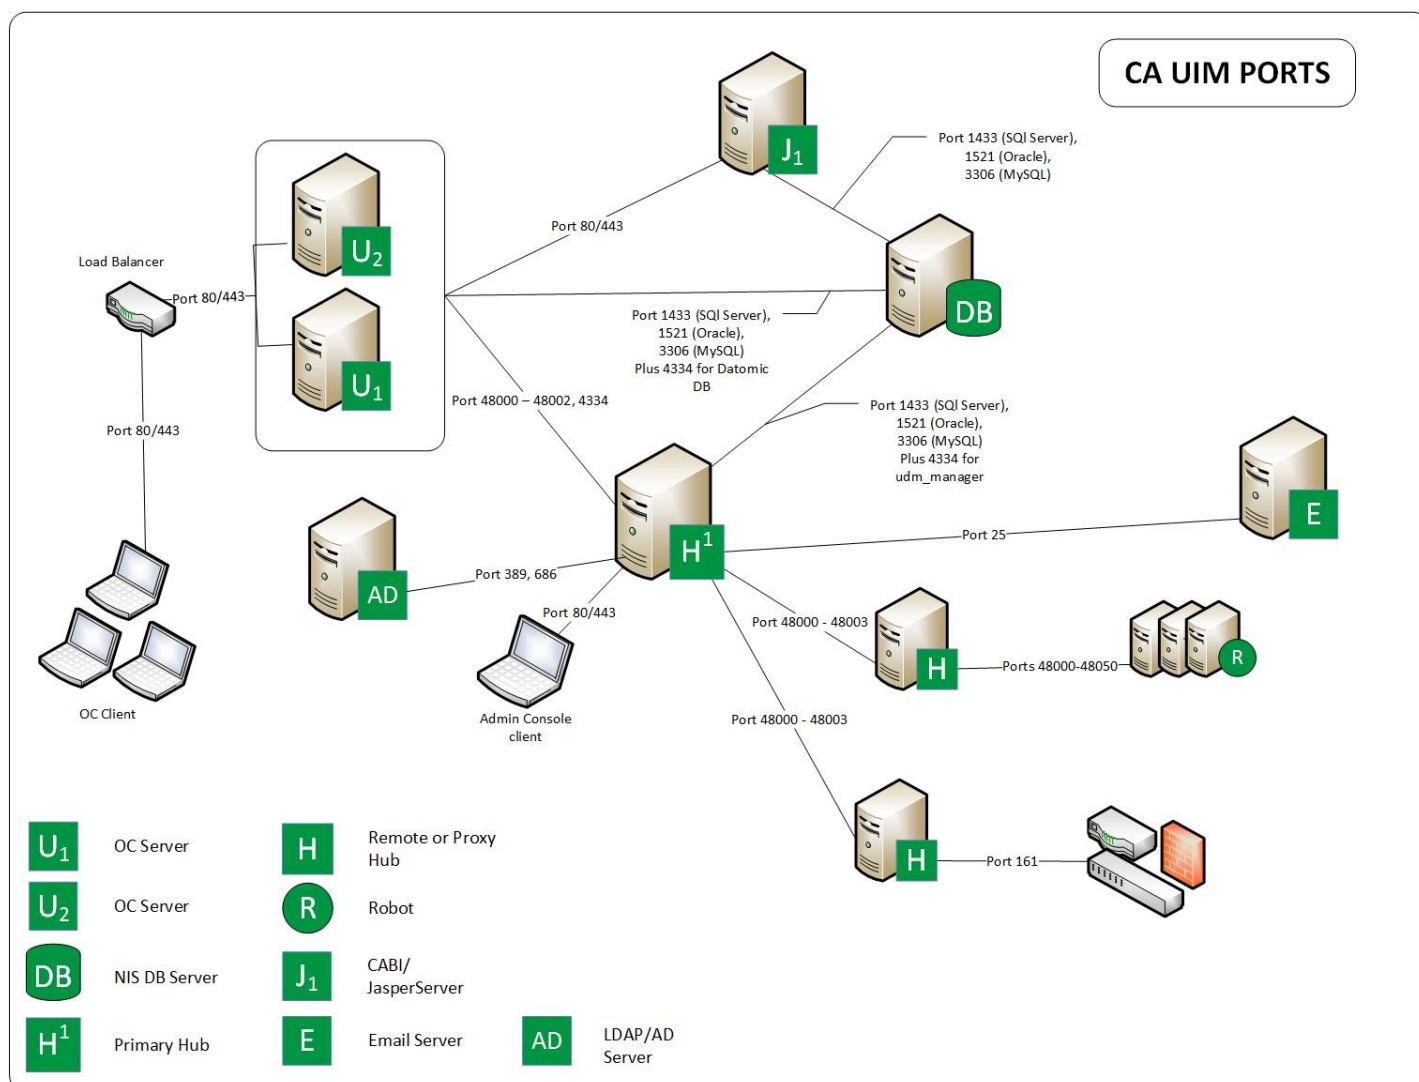 CA UIM PORTS
J1
Port 1433 (SQl Server),
1521 (Oracle),
3306 (MySQL)
U2
Port 80/443
Load Balancer
Port 80/443
DB
U1
Port 1433 (SQl Server),
1521 (Oracle),
3306 (MySQL)
Plus 4334 for Datomic
DB
Port 48000 – 48002, 4334
Port 1433 (SQl Server),
1521 (Oracle),
3306 (MySQL)
Plus 4334 for
udm_manager
Port 80/443
E
H1
Port 25
AD
Port 389, 686
Port 80/443
Port 48000 - 48003
H
Ports 48000-48050
R
OC Client
Admin Console
client
Port 48000 - 48003
H
Port 161
U1 OC Server
U2 OC Server
DB NIS DB Server
H1 Primary Hub
H Remote or Proxy
Hub
R Robot
J1 CABI/
JasperServer
E Email Server
AD LDAP/AD
Server